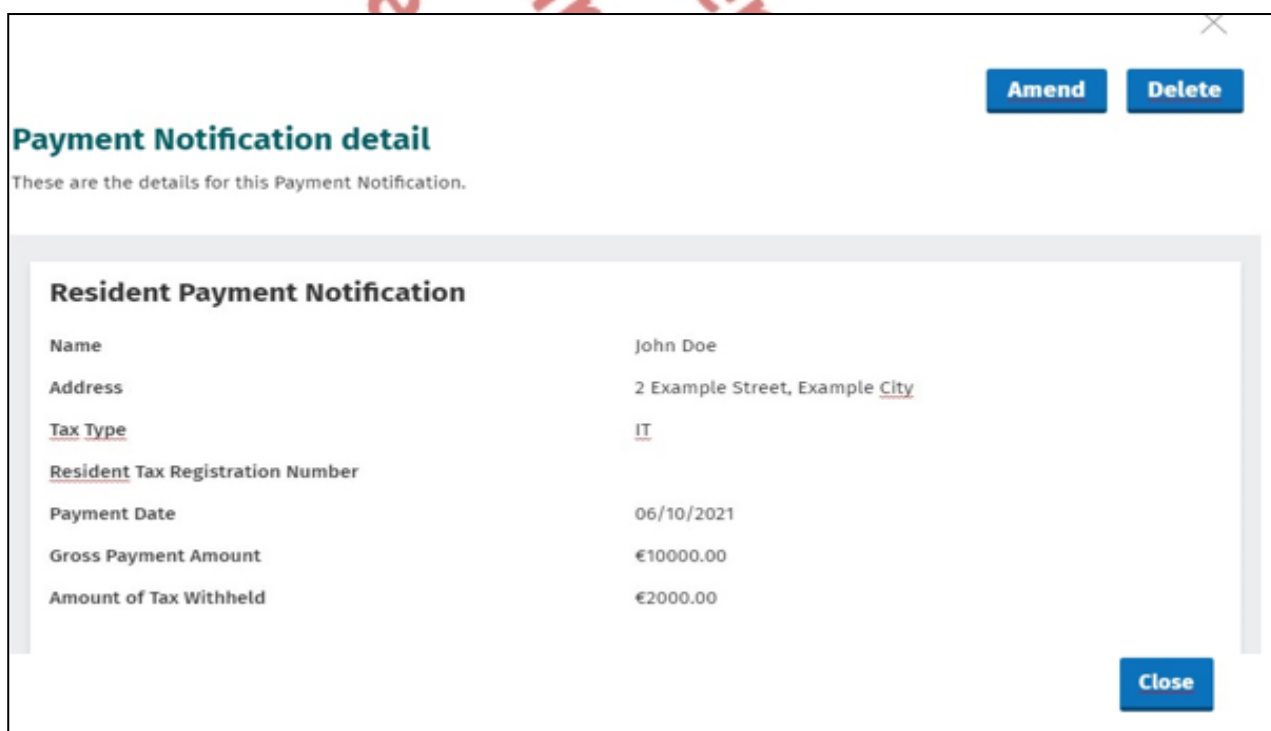 Amend Delete
Payment Notification detail
These are the details for this Payment Notification.
Resident Payment Notification
Name John Doe
Address 2 Example Street, Example City
Tax Type IT
Resident Tax Registration Number
Payment Date 06/10/2021
Gross Payment Amount €10000.00
Amount of Tax Withheld €2000.00
Close